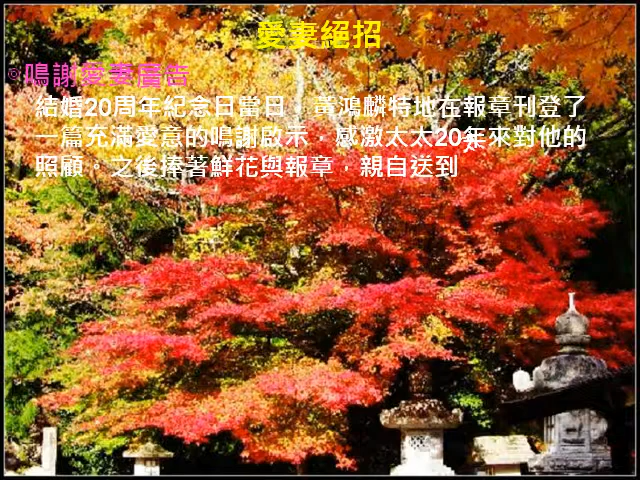 愛妻絕招
◎鳴謝愛妻廣告
結婚20周年紀念日當日，黃鴻麟特地在報章刊登了
一篇充滿愛意的鳴謝啟示，感激太太20年來對他的
照顧。之後捧著鮮花與報章，親自送到